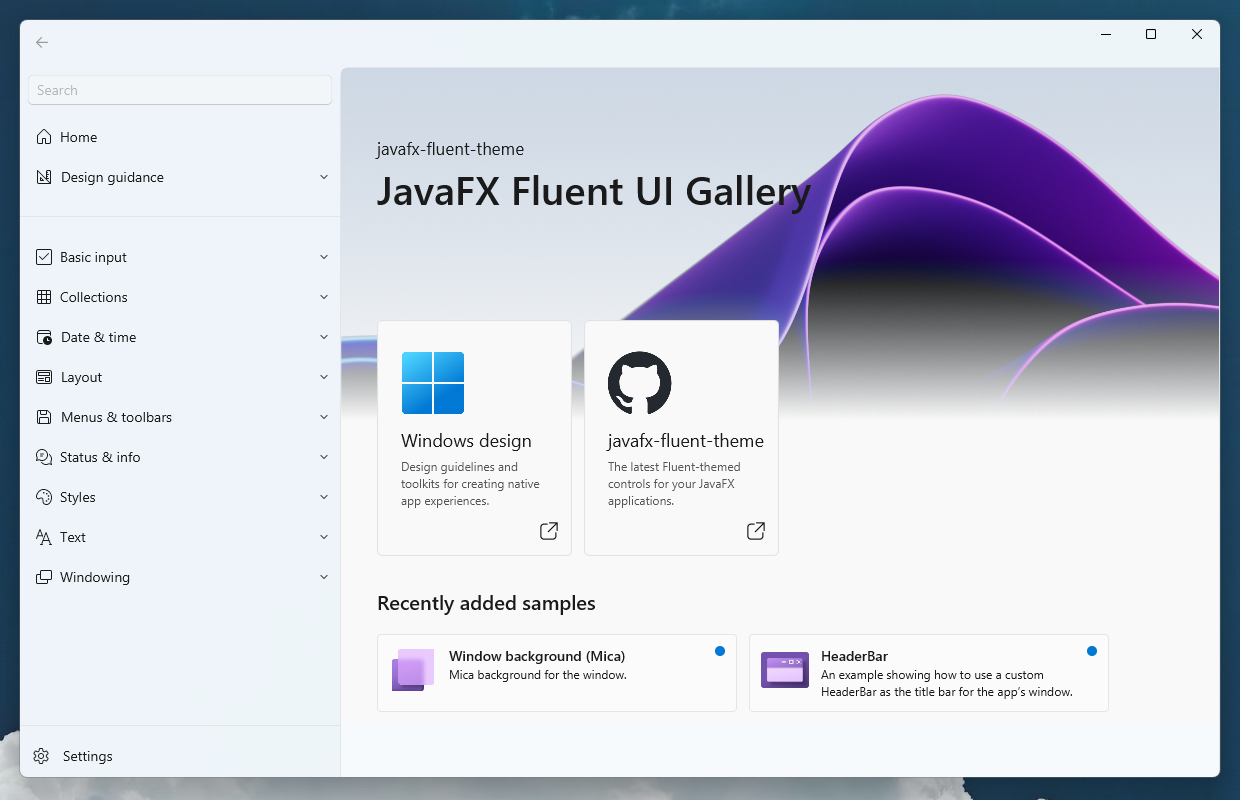 Search
Home
Design guidance
Basic input
Collections
Date & time
Layout
Menus & toolbars
Status & info
Styles
Text
Windowing
Settings
javafx-fluent-theme
JavaFX Fluent UI Gallery
Windows design
Design guidelines and
toolkits for creating native
app experiences.
javafx-fluent-theme
The latest Fluent-themed
controls for your JavaFX
applications.
Recently added samples
Window background (Mica)
Mica background for the window.
HeaderBar
An example showing how to use a custom
HeaderBar as the title bar for the app’s window.